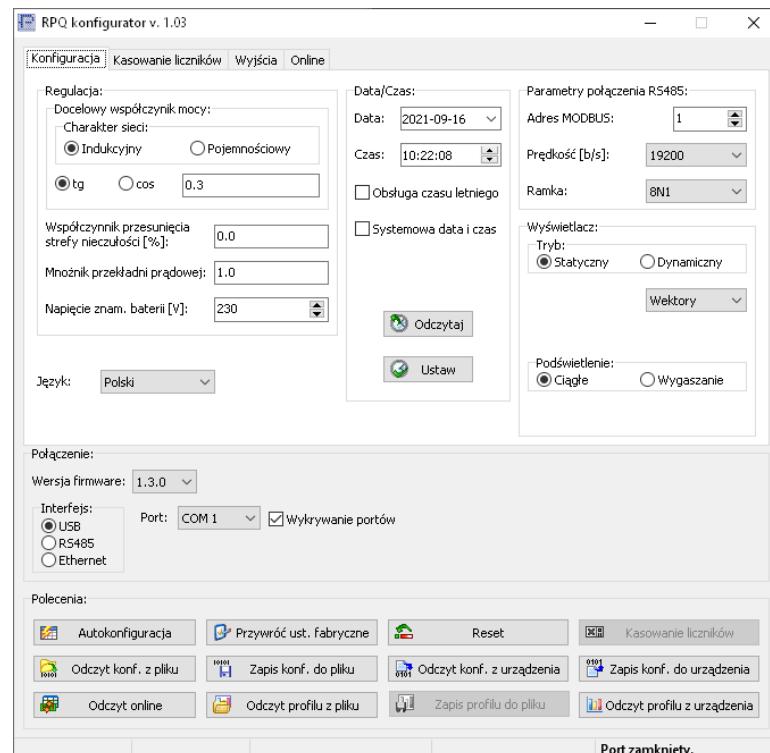 RPQ konfigurator v. 1.03
Konfiguracja Kasowanie liczników Wyjścia Online
Regulacja:
Docelowy współczynik mocy:
Charakter sieci:
Indukcyjny Pojemnościowy
tg cos 0.3
Współczynnik przesunięcia
strefy nieczułości [%]: 0.0
Mnożnik przekładni prądowej: 1.0
Napięcie znam. baterii [V]: 230
Język: Polski
Data/Czas:
Data: 2021-09-16
Czas: 10:22:08
Obsługa czasu letniego
Systemowa data i czas
Odczytaj
Ustaw
Parametry połączenia RS485:
Adres MODBUS: 1
Prędkość [b/s]: 19200
Ramka: 8N1
Wyświetlacz:
Tryb:
Statyczny Dynamiczny
Wektory
Podświetlenie:
Ciągłe Wygaszanie
Połączenie:
Wersja firmware: 1.3.0
Interfejs:
USB
RS485
Ethernet
Port: COM 1 Wykrywanie portów
Polecenia:
Autokonfiguracja Przywróć ust. fabryczne Reset Kasowanie liczników
Odczyt konf. z pliku Zapis konf. do pliku Odczyt konf. z urządzenia Zapis konf. do urządzenia
Odczyt online Odczyt profilu z pliku Zapis profilu do pliku Odczyt profilu z urządzenia
Port zamknięty.